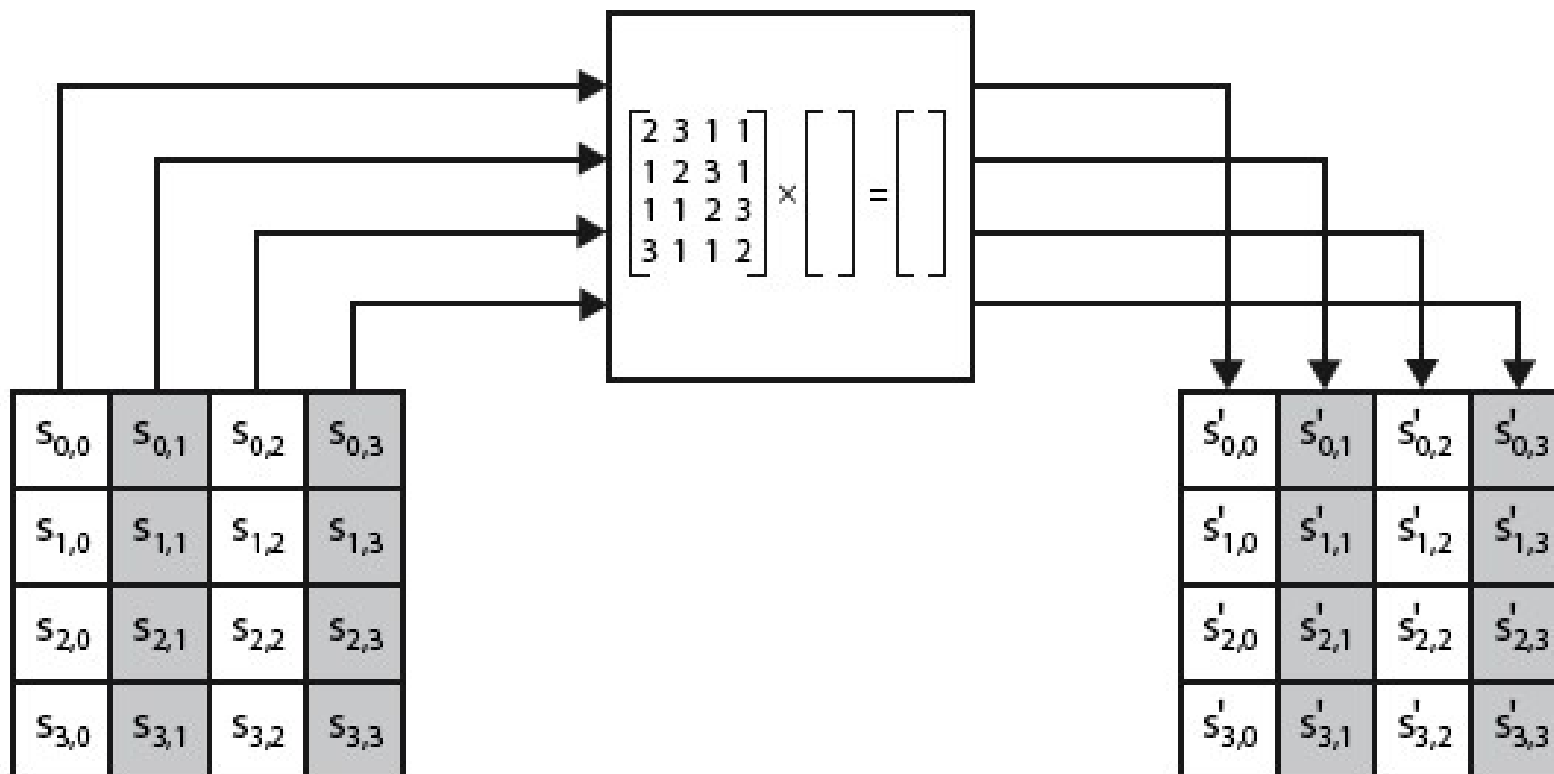 2 3 1 1
1 2 3 1
1 1 2 3
3 1 1 2
× =
S0,0 S0,1 S0,2 S0,3
S1,0 S1,1 S1,2 S1,3
S2,0 S2,1 S2,2 S2,3
S3,0 S3,1 S3,2 S3,3
S'0,0 S'0,1 S'0,2 S'0,3
S'1,0 S'1,1 S'1,2 S'1,3
S'2,0 S'2,1 S'2,2 S'2,3
S'3,0 S'3,1 S'3,2 S'3,3